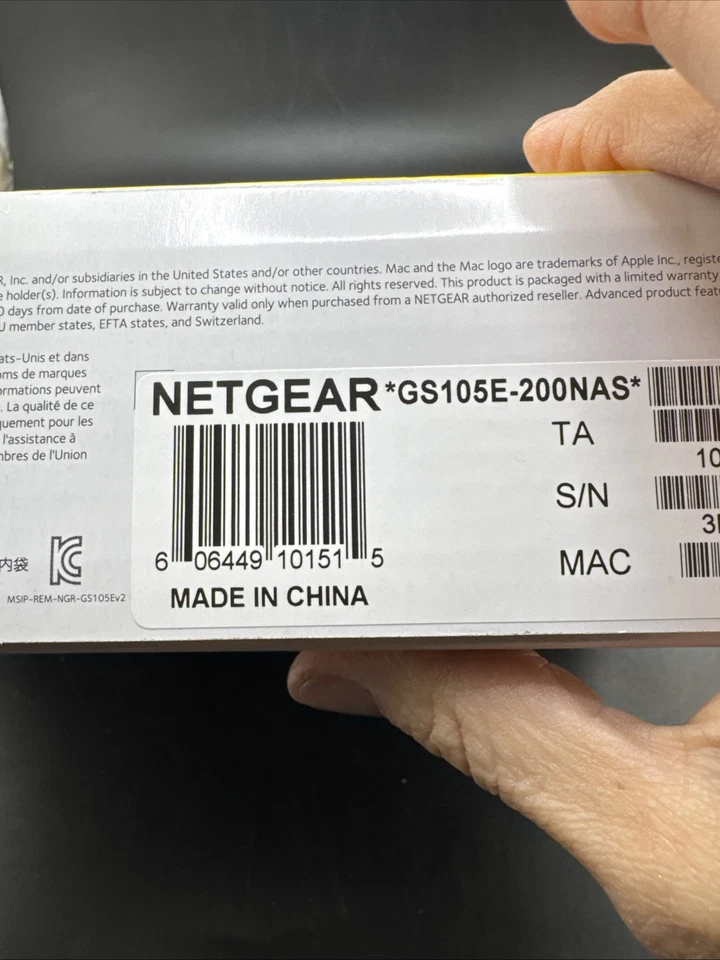 Inc. and/or subsidiaries in the United States and/or other countries. Mac and the Mac logo are trademarks of Apple Inc.,
holder(s). Information is subject to change without notice. All rights reserved. This product is packaged with a limited warranty
days from date of purchase. Warranty valid only when purchased from a NETGEAR authorized reseller. Advanced product
member states, EFTA states, and Switzerland.
ats-Unis et dans
oms de marques
ormations peuvent
. La qualité de ce
quement pour les
l'assistance à
mbres de l'Union
内袋
MSIP-REM-NGR-GS105Ev2
NETGEAR *GS105E-200NAS*
TA
10
S/N
MAC
6 06449 10151 5
MADE IN CHINA